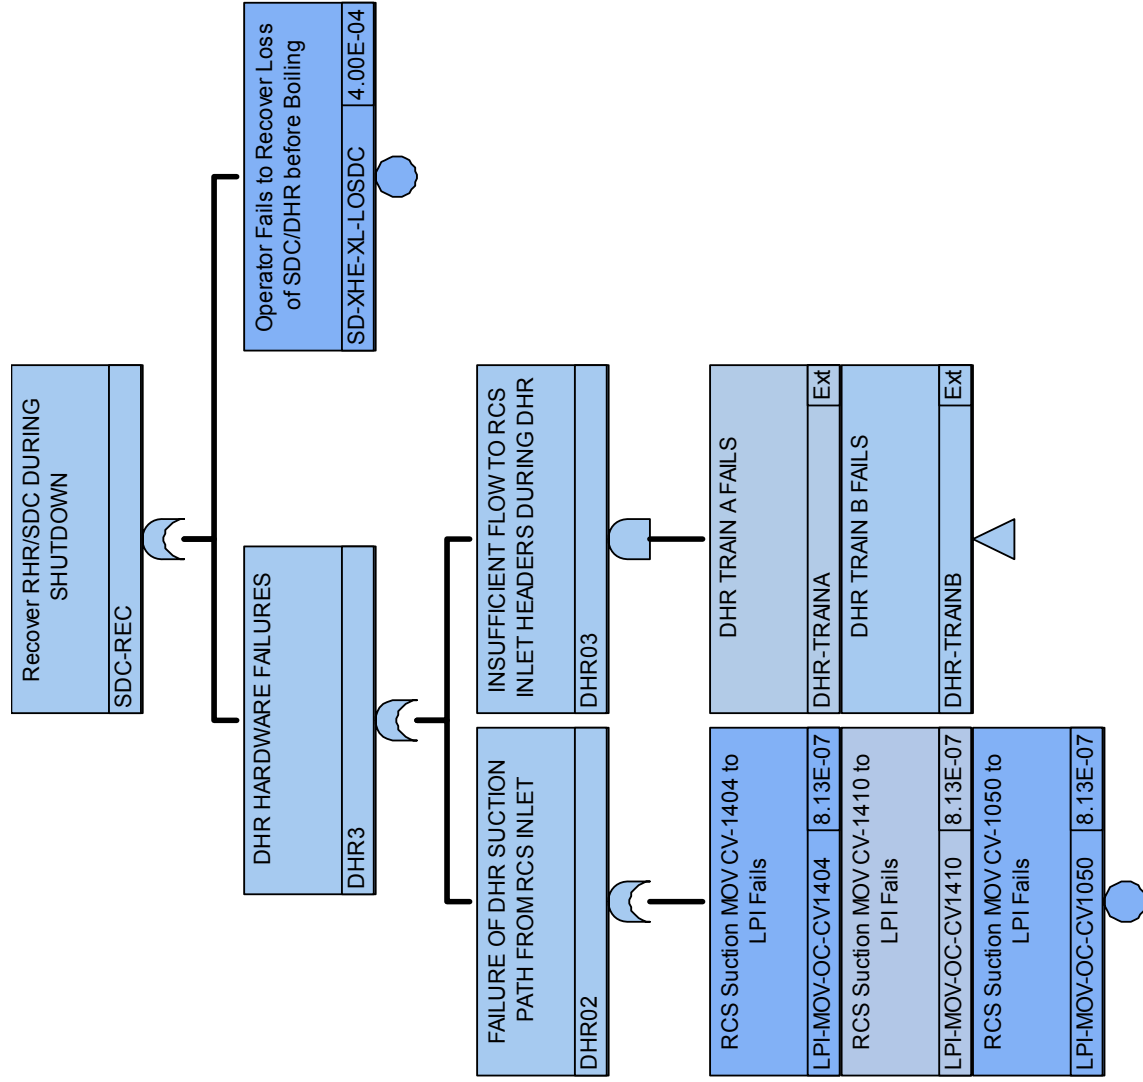 Recover RHR/SDC DURING
SHUTDOWN
SDC-REC
DHR HARDWARE FAILURES
DHR3
Operator Fails to Recover Loss
of SDC/DHR before Boiling
SD-XHE-XL-LOSDC 4.00E-04
FAILURE OF DHR SUCTION
PATH FROM RCS INLET
DHR02
INSUFFICIENT FLOW TO RCS
INLET HEADERS DURING DHR
DHR03
RCS Suction MOV CV-1404 to
LPI Fails
LPI-MOV-OC-CV1404 8.13E-07
RCS Suction MOV CV-1410 to
LPI Fails
LPI-MOV-OC-CV1410 8.13E-07
RCS Suction MOV CV-1050 to
LPI Fails
LPI-MOV-OC-CV1050 8.13E-07
DHR TRAIN A FAILS
DHR-TRAINA Ext
DHR TRAIN B FAILS
DHR-TRAINB Ext